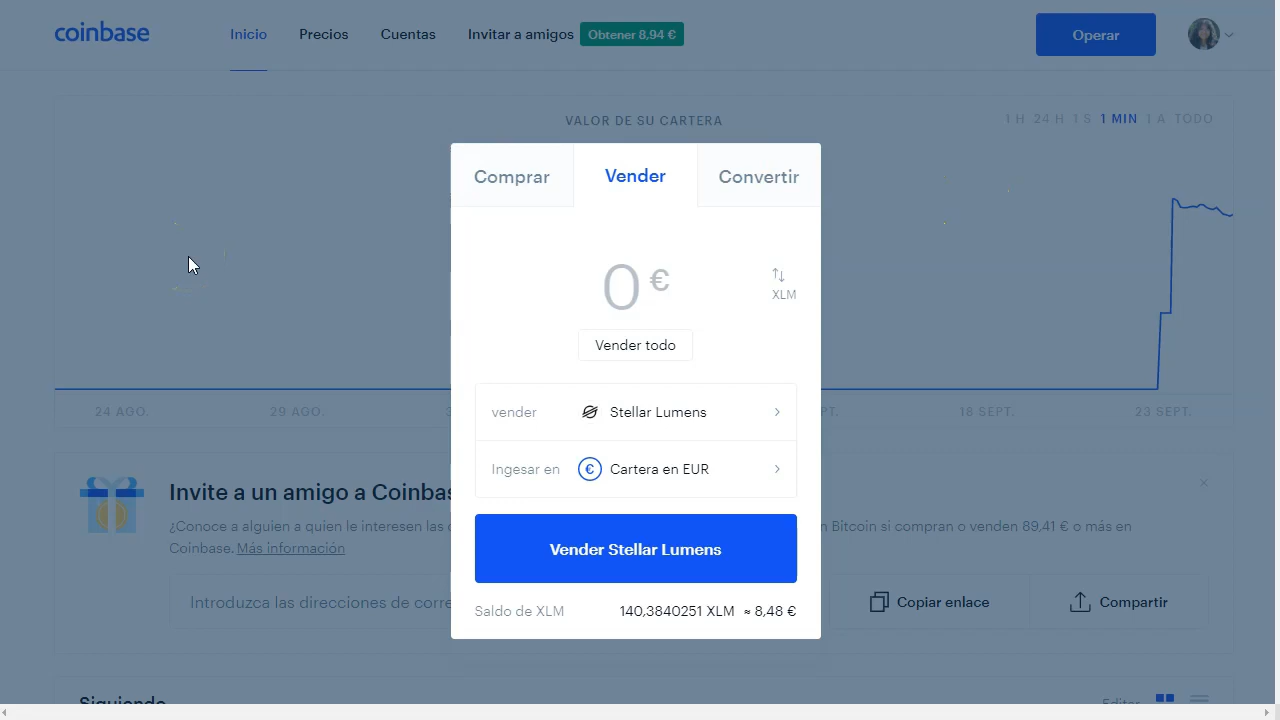 coinbase
Inicio Precios Cuentas Invitar a amigos Obtener 8,94 € Operar
VALOR DE SU CARTERA
1 H 24 H 1 S 1 MIN 1 A TODO
Comprar Vender Convertir
0 €
XLM
Vender todo
vender Stellar Lumens
24 AGO. 29 AGO. 18 SEPT. 23 SEPT.
Ingesar en € Cartera en EUR
Invite a un amigo a Coinbas
¿Conoce a alguien a quien le interesen las n Bitcoin si compran o venden 89,41 € o más en
Coinbase. Más información
Vender Stellar Lumens
Introduzca las direcciones de corre Copiar enlace Compartir
Saldo de XLM 140,3840251 XLM ≈ 8,48 €
Siguiendo Editar